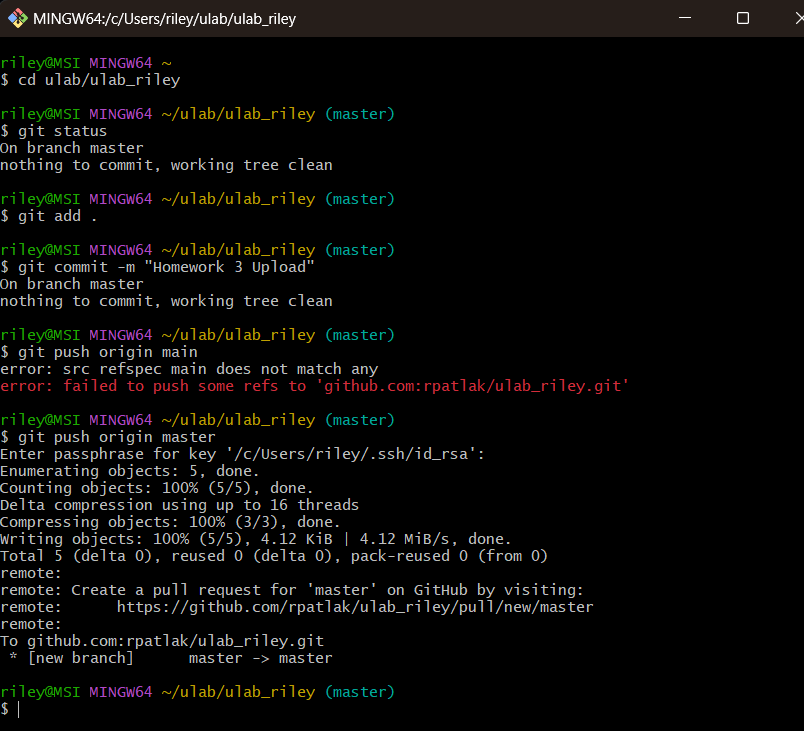 MINGW64:/c/Users/riley/ulab/ulab_riley
riley@MSI MINGW64 ~
$ cd ulab/ulab_riley
riley@MSI MINGW64 ~/ulab/ulab_riley (master)
$ git status
On branch master
nothing to commit, working tree clean
riley@MSI MINGW64 ~/ulab/ulab_riley (master)
$ git add .
riley@MSI MINGW64 ~/ulab/ulab_riley (master)
$ git commit -m "Homework 3 Upload"
On branch master
nothing to commit, working tree clean
riley@MSI MINGW64 ~/ulab/ulab_riley (master)
$ git push origin main
error: src refspec main does not match any
error: failed to push some refs to 'github.com:rpatlak/ulab_riley.git'
riley@MSI MINGW64 ~/ulab/ulab_riley (master)
$ git push origin master
Enter passphrase for key '/c/Users/riley/.ssh/id_rsa':
Enumerating objects: 5, done.
Counting objects: 100% (5/5), done.
Delta compression using up to 16 threads
Compressing objects: 100% (3/3), done.
Writing objects: 100% (5/5), 4.12 KiB | 4.12 MiB/s, done.
Total 5 (delta 0), reused 0 (delta 0), pack-reused 0 (from 0)
remote:
remote: Create a pull request for 'master' on GitHub by visiting:
remote:      https://github.com/rpatlak/ulab_riley/pull/new/master
remote:
To github.com:rpatlak/ulab_riley.git
 * [new branch]      master -> master
riley@MSI MINGW64 ~/ulab/ulab_riley (master)
$